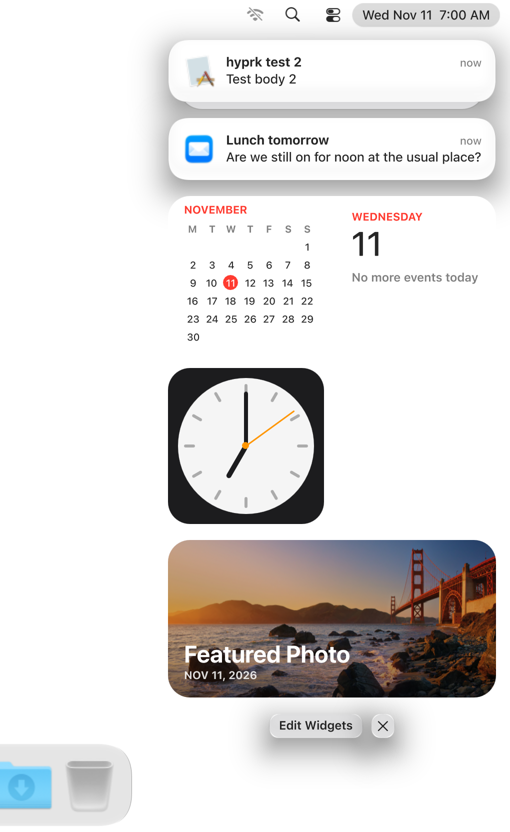 Wed Nov 11 7:00 AM
hyprk test 2 now
Test body 2
Lunch tomorrow now
Are we still on for noon at the usual place?
NOVEMBER
M T W T F S S
1
2 3 4 5 6 7 8
9 10 11 12 13 14 15
16 17 18 19 20 21 22
23 24 25 26 27 28 29
30
WEDNESDAY
11
No more events today
Featured Photo
NOV 11, 2026
Edit Widgets